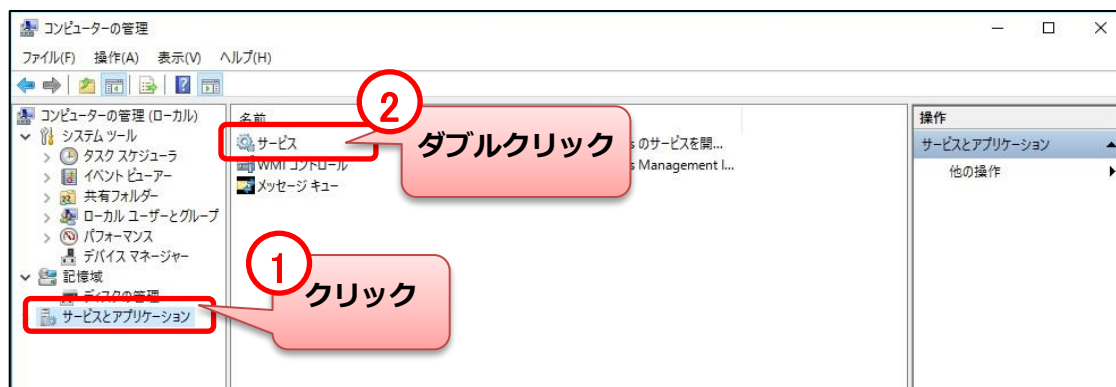 コンピューターの管理
ファイル(F) 操作(A) 表示(V) ヘルプ(H)
コンピューターの管理 (ローカル)
システム ツール
タスク スケジューラ
イベント ビューアー
共有フォルダー
ローカル ユーザーとグループ
パフォーマンス
デバイス マネージャー
記憶域
ディスクの管理
サービスとアプリケーション
名前
サービス
のサービスを開...
WMI コントロール
s Management I...
メッセージ キュー
②
ダブルクリック
①
クリック
操作
サービスとアプリケーション
他の操作